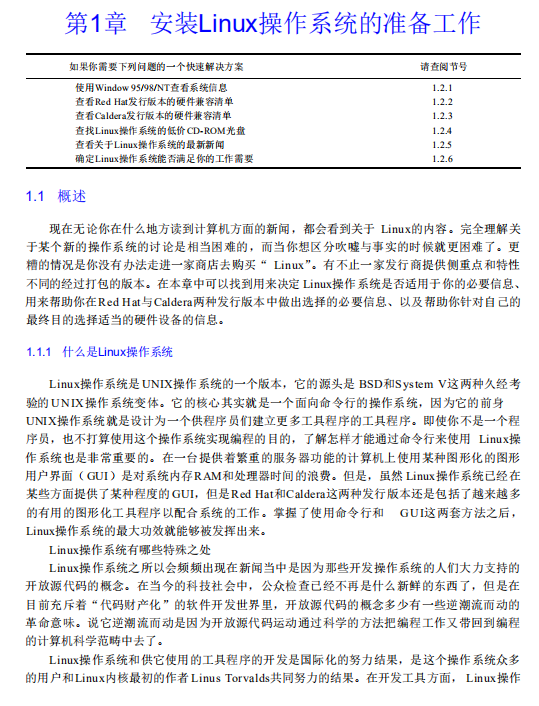 第1章 安装Linux操作系统的准备工作
如果你需要下列问题的一个快速解决方案 请查阅节号
使用Window 95/98/NT查看系统信息 1.2.1
查看Red Hat发行版本的硬件兼容清单 1.2.2
查看Caldera发行版本的硬件兼容清单 1.2.3
查找Linux操作系统的低价CD-ROM光盘 1.2.4
查看关于Linux操作系统的最新新闻 1.2.5
确定Linux操作系统能否满足你的工作需要 1.2.6
1.1 概述
现在无论你在什么地方读到计算机方面的新闻，都会看到关于 Linux的内容。完全理解关
于某个新的操作系统的讨论是相当困难的，而当你想区分吹嘘与事实的时候就更困难了。更
糟的情况是你没有办法走进一家商店去购买“ Linux”。有不止一家发行商提供侧重点和特性
不同的经过打包的版本。在本章中可以找到用来决定 Linux操作系统是否适用于你的必要信息、
用来帮助你在Red Hat与Caldera两种发行版本中做出选择的必要信息、以及帮助你针对自己的
最终目的选择适当的硬件设备的信息。
1.1.1 什么是Linux操作系统
Linux操作系统是UNIX操作系统的一个版本，它的源头是 BSD和System V这两种久经考
验的UNIX操作系统变体。它的核心其实就是一个面向命令行的操作系统，因为它的前身
UNIX操作系统就是设计为一个供程序员们建立更多工具程序的工具程序。即使你不是一个程
序员，也不打算使用这个操作系统实现编程的目的，了解怎样才能通过命令行来使用 Linux操
作系统也是非常重要的。在一台提供着繁重的服务器功能的计算机上使用某种图形化的图形
用户界面（GUI）是对系统内存RAM和处理器时间的浪费。但是，虽然 Linux操作系统已经在
某些方面提供了某种程度的GUI，但是Red Hat和Caldera这两种发行版本还是包括了越来越多
的有用的图形化工具程序以配合系统的工作。掌握了使用命令行和 GUI这两套方法之后，
Linux操作系统的最大功效就能够被发挥出来。
Linux操作系统有哪些特殊之处
Linux操作系统之所以会频频出现在新闻当中是因为那些开发操作系统的人们大力支持的
开放源代码的概念。在当今的科技社会中，公众检查已经不再是什么新鲜的东西了，但是在
目前充斥着“代码财产化”的软件开发世界里，开放源代码的概念多少有一些逆潮流而动的
革命意味。说它逆潮流而动是因为开放源代码运动通过科学的方法把编程工作又带回到编程
的计算机科学范畴中去了。
Linux操作系统和供它使用的工具程序的开发是国际化的努力结果，是这个操作系统众多
的用户和Linux内核最初的作者Linus Torvalds共同努力的结果。在开发工具方面， Linux操作